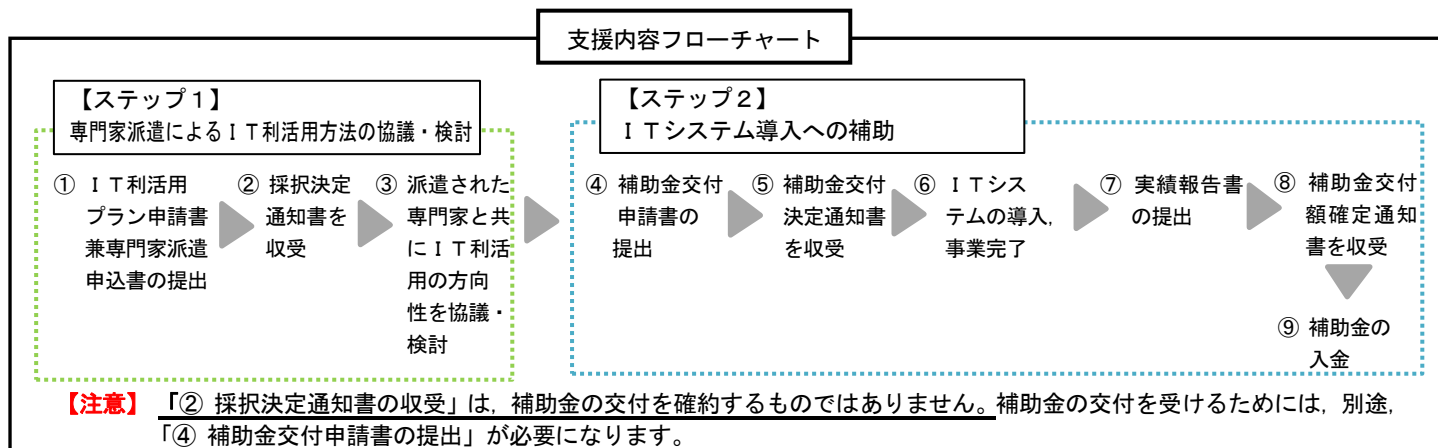 支援内容フローチャート
【ステップ１】
専門家派遣によるＩＴ利活用方法の協議・検討
① ＩＴ利活用
プラン申請書
兼専門家派遣
申込書の提出
② 採択決定
通知書を
収受
③ 派遣された
専門家と共
にＩＴ利活
用の方向
性を協議・
検討
【ステップ２】
ＩＴシステム導入への補助
④ 補助金交付
申請書の
提出
⑤ 補助金交付
決定通知書
を収受
⑥ ＩＴシス
テムの導入，
事業完了
⑦ 実績報告書
の提出
⑧ 補助金交付
額確定通知
書を収受
⑨ 補助金の
入金
【注意】 「② 採択決定通知書の収受」は，補助金の交付を確約するものではありません。補助金の交付を受けるためには，別途，
「④ 補助金交付申請書の提出」が必要になります。